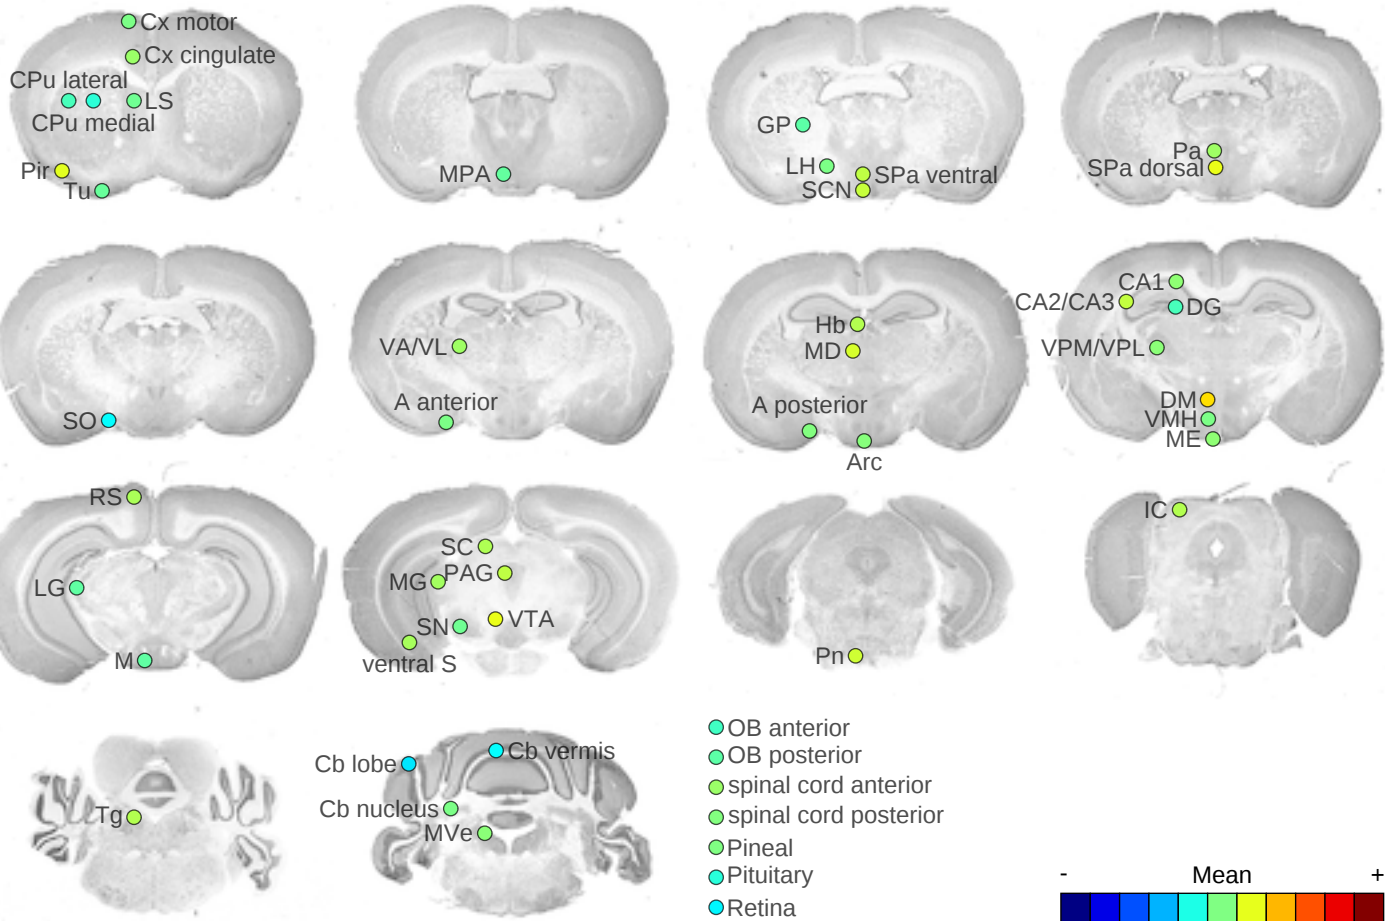 Cx motor
Cx cingulate
CPu lateral
LS
CPu medial
Pir
Tu
MPA
GP
LH
SPa ventral
SCN
Pa
SPa dorsal
SO
VA/VL
A anterior
Hb
MD
A posterior
Arc
CA1
CA2/CA3
DG
VPM/VPL
DM
VMH
ME
RS
LG
M
SC
MG
PAG
SN
VTA
ventral S
Pn
IC
Tg
Cb lobe
Cb vermis
Cb nucleus
MVe
OB anterior
OB posterior
spinal cord anterior
spinal cord posterior
Pineal
Pituitary
Retina
- Mean +